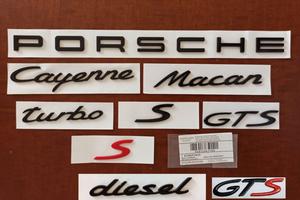 PORSCHE
Cayenne Macan
turbo S GTS
S
diesel GTS